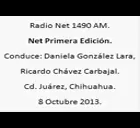 Radio Net 1490 AM.
Net Primera Edición.
Conduce: Daniela González Lara,
Ricardo Chávez Carbajal.
Cd. Juárez, Chihuahua.
8 Octubre 2013.